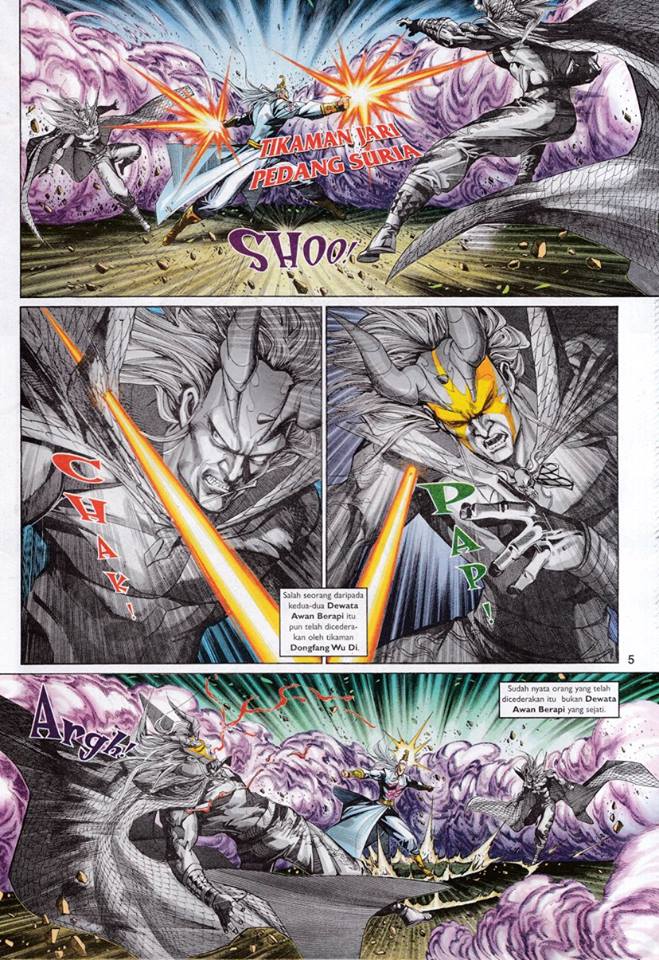 TIKAMAN JARI
PEDANG SURIA
SHOO!
CHAK!
PAP!
Salah seorang daripada
kedua-dua Dewata
Awan Berapi itu
pun telah dicedera-
kan oleh tikaman
Dongfang Wu Di.
5
Sudah nyata orang yang telah
dicederakan itu bukan Dewata
Awan Berapi yang sejati.
Argh!